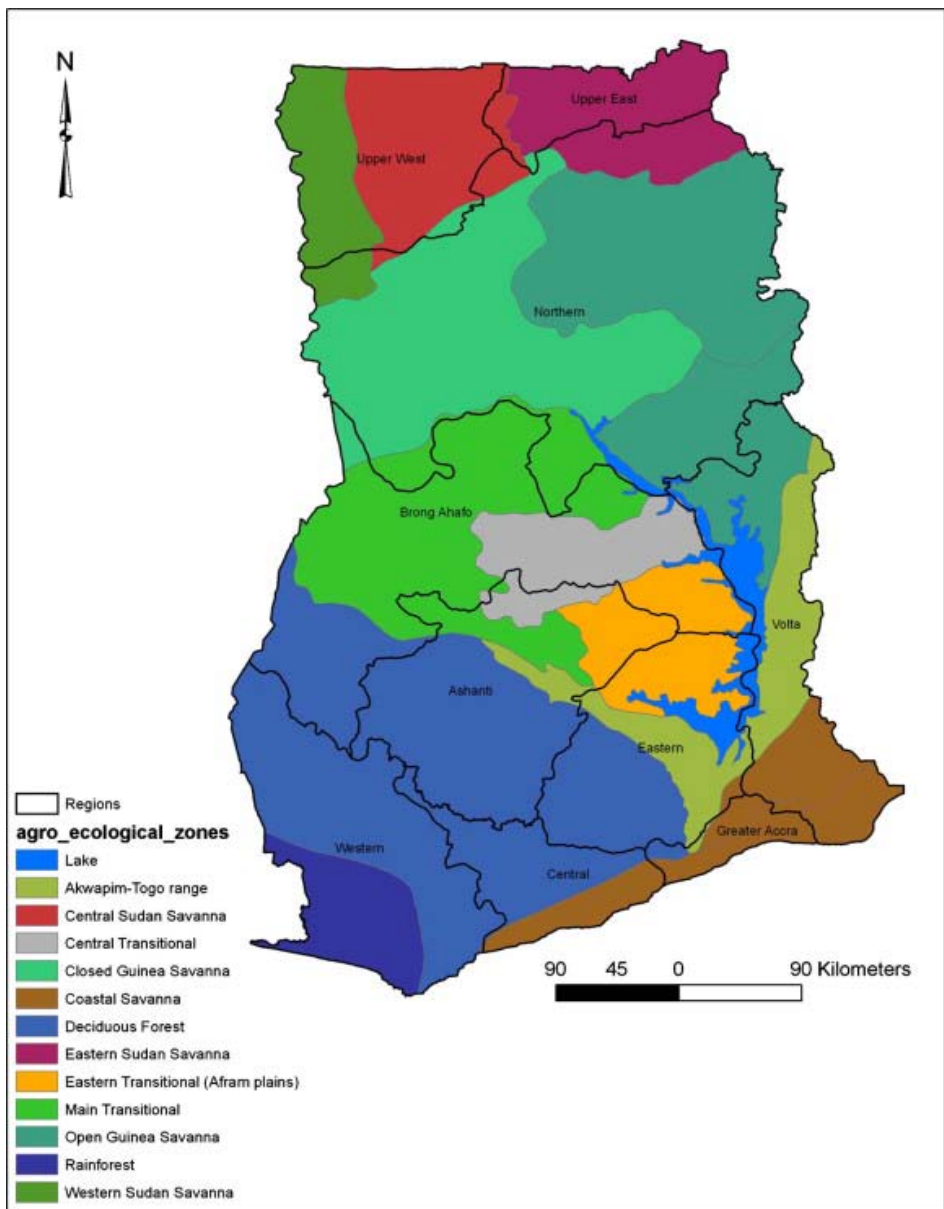 N
Upper East
Upper West
Northern
Brong Ahafo
Volta
Ashanti
Eastern
Greater Accra
Western
Central
90 45 0 90 Kilometers
Regions
agro_ecological_zones
Lake
Akwapim-Togo range
Central Sudan Savanna
Central Transitional
Closed Guinea Savanna
Coastal Savanna
Deciduous Forest
Eastern Sudan Savanna
Eastern Transitional (Afram plains)
Main Transitional
Open Guinea Savanna
Rainforest
Western Sudan Savanna